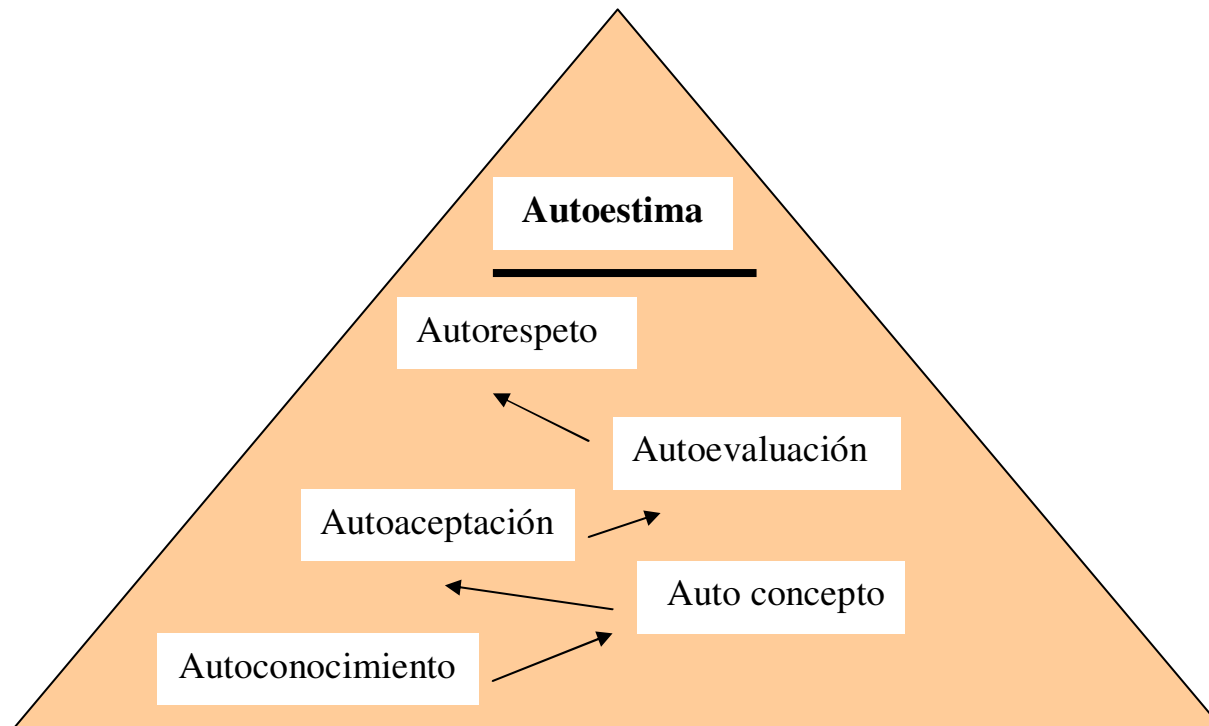 Autoestima
Autorespeto
Autoevaluación
Autoaceptación
Auto concepto
Autoconocimiento